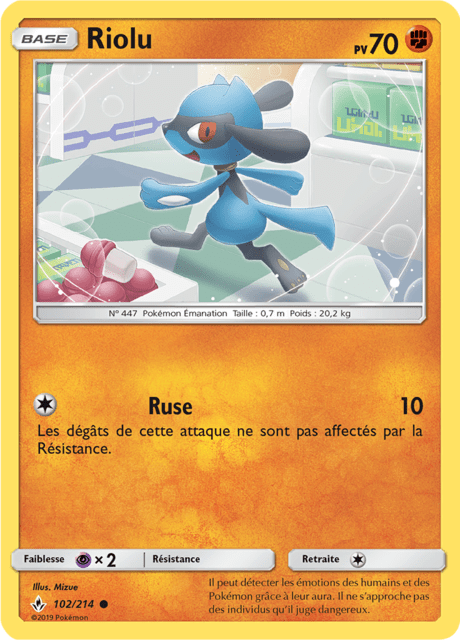 BASE Riolu PV70
N° 447 Pokémon Émanation Taille : 0,7 m Poids : 20,2 kg
Ruse 10
Les dégâts de cette attaque ne sont pas affectés par la
Résistance.
Faiblesse ×2 Résistance Retraite
Illus. Mizue
102/214
©2019 Pokémon
Il peut détecter les émotions des humains et des
Pokémon grâce à leur aura. Il ne s'approche pas
des individus qu'il juge dangereux.